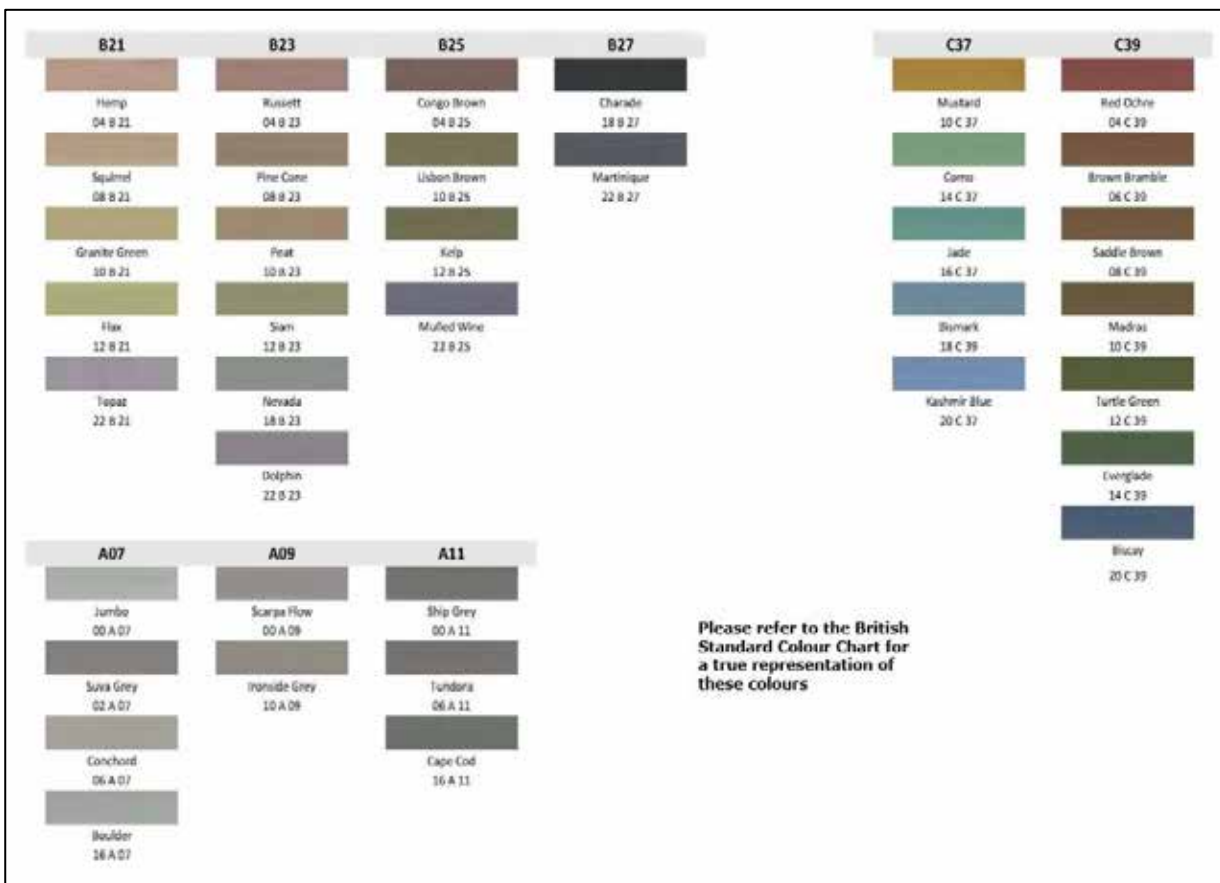 B21 B23 B25 B27 C37 C39
Hemp Russett Congo Brown Charade Mustard Red Ochre
04 B 21 04 B 23 04 B 25 18 B 27 10 C 37 04 C 39
Squirrel Pine Cone Lisbon Brown Martinique Como Brown Bramble
08 B 21 08 B 23 10 B 25 22 B 27 14 C 37 06 C 39
Granite Green Peat Kelp Jade Saddle Brown
10 B 21 10 B 23 12 B 25 16 C 37 08 C 39
Flax Siam Mulled Wine Bismark Madras
12 B 21 12 B 23 22 B 25 18 C 39 10 C 39
Topaz Nevada Kashmir Blue Turtle Green
22 B 21 18 B 23 20 C 37 12 C 39
Dolphin Everglade
22 B 23 14 C 39
A07 A09 A11 Biscay
20 C 39
Jumbo Scarpa Flow Ship Grey
00 A 07 00 A 09 00 A 11
Please refer to the British
Standard Colour Chart for
a true representation of
these colours
Suva Grey Ironside Grey Tundora
02 A 07 10 A 09 06 A 11
Conchord Cape Cod
06 A 07 16 A 11
Boulder
16 A 07